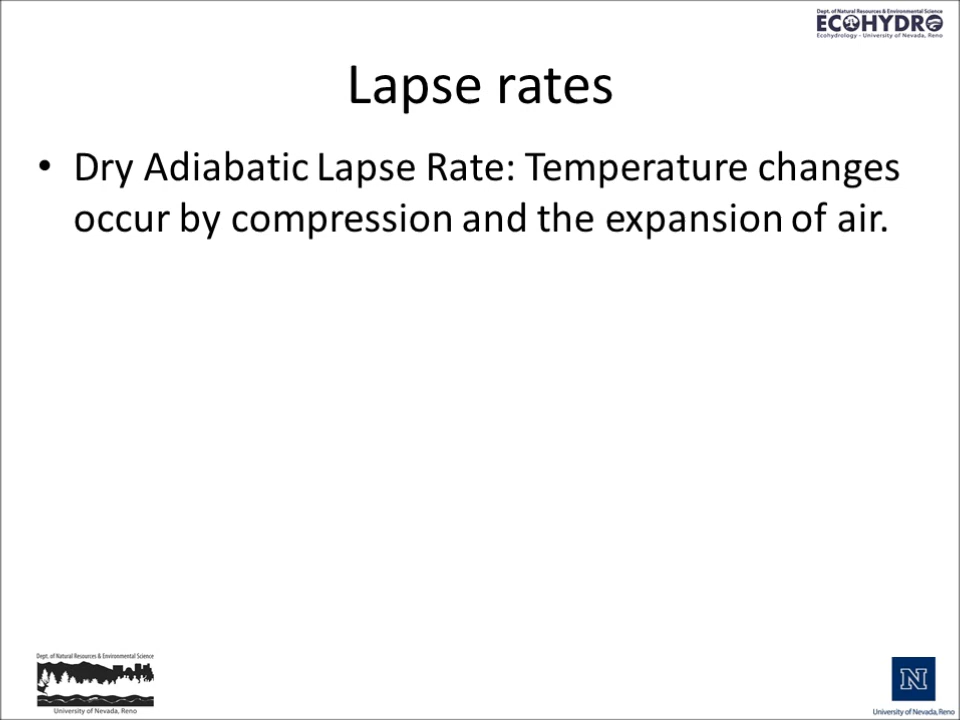 Dept. of Natural Resources & Environmental Science
ECOHYDRO
Ecohydrology - University of Nevada, Reno
Lapse rates
• Dry Adiabatic Lapse Rate: Temperature changes
occur by compression and the expansion of air.
Dept. of Natural Resources & Environmental Science
University of Nevada, Reno
N
University of Nevada, Reno